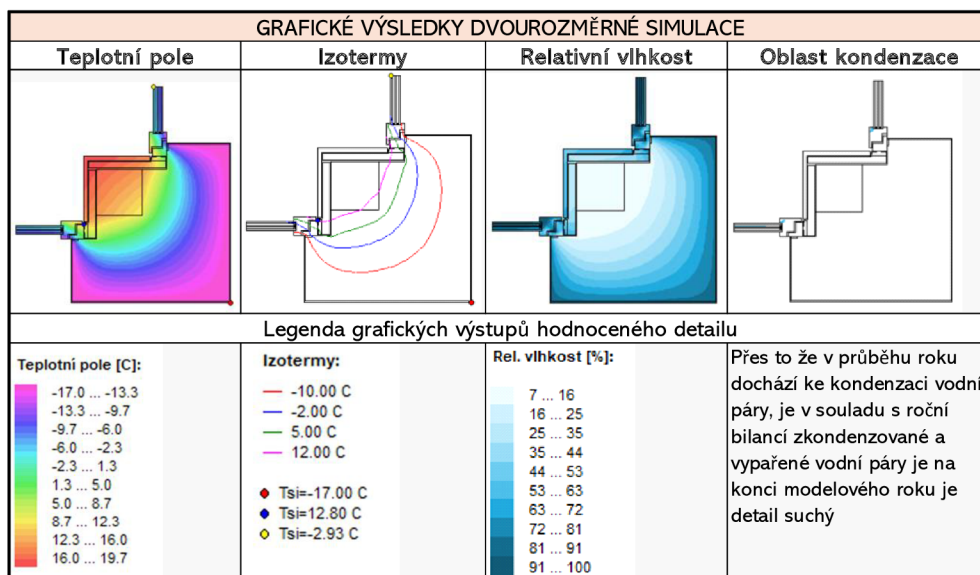 GRAFICKÉ VÝSLEDKY DVOUROZMĚRNÉ SIMULACE
Teplotní pole
Izotermy
Relativní vlhkost
Oblast kondenzace
Legenda grafických výstupů hodnoceného detailu
Teplotní pole [C]:
-17.0 ... -13.3
-13.3 ... -9.7
-9.7 ... -6.0
-6.0 ... -2.3
-2.3 ... 1.3
1.3 ... 5.0
5.0 ... 8.7
8.7 ... 12.3
12.3 ... 16.0
16.0 ... 19.7
Izotermy:
-10.00 C
-2.00 C
5.00 C
12.00 C
Tsi=-17.00 C
Tsi=12.80 C
Tsi=-2.93 C
Rel. vlhkost [%]:
7 ... 16
16 ... 25
25 ... 35
35 ... 44
44 ... 53
53 ... 63
63 ... 72
72 ... 81
81 ... 91
91 ... 100
Přes to že v průběhu roku
dochází ke kondenzaci vodní
páry, je v souladu s roční
bilancí zkondenzované a
vypařené vodní páry je na
konci modelového roku je
detail suchý